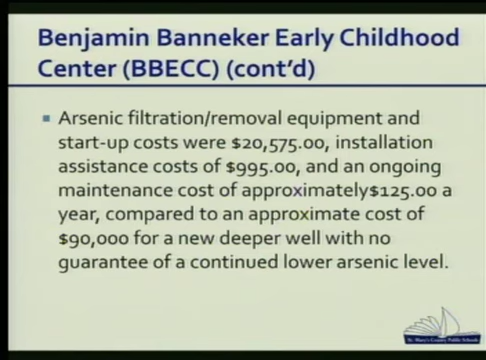 Benjamin Banneker Early Childhood
Center (BBECC) (cont'd)
Arsenic filtration/removal equipment and
start-up costs were $20,575.00, installation
assistance costs of $995.00, and an ongoing
maintenance cost of approximately$125.00 a
year, compared to an approximate cost of
$90,000 for a new deeper well with no
guarantee of a continued lower arsenic level.
St. Mary's County Public Schools